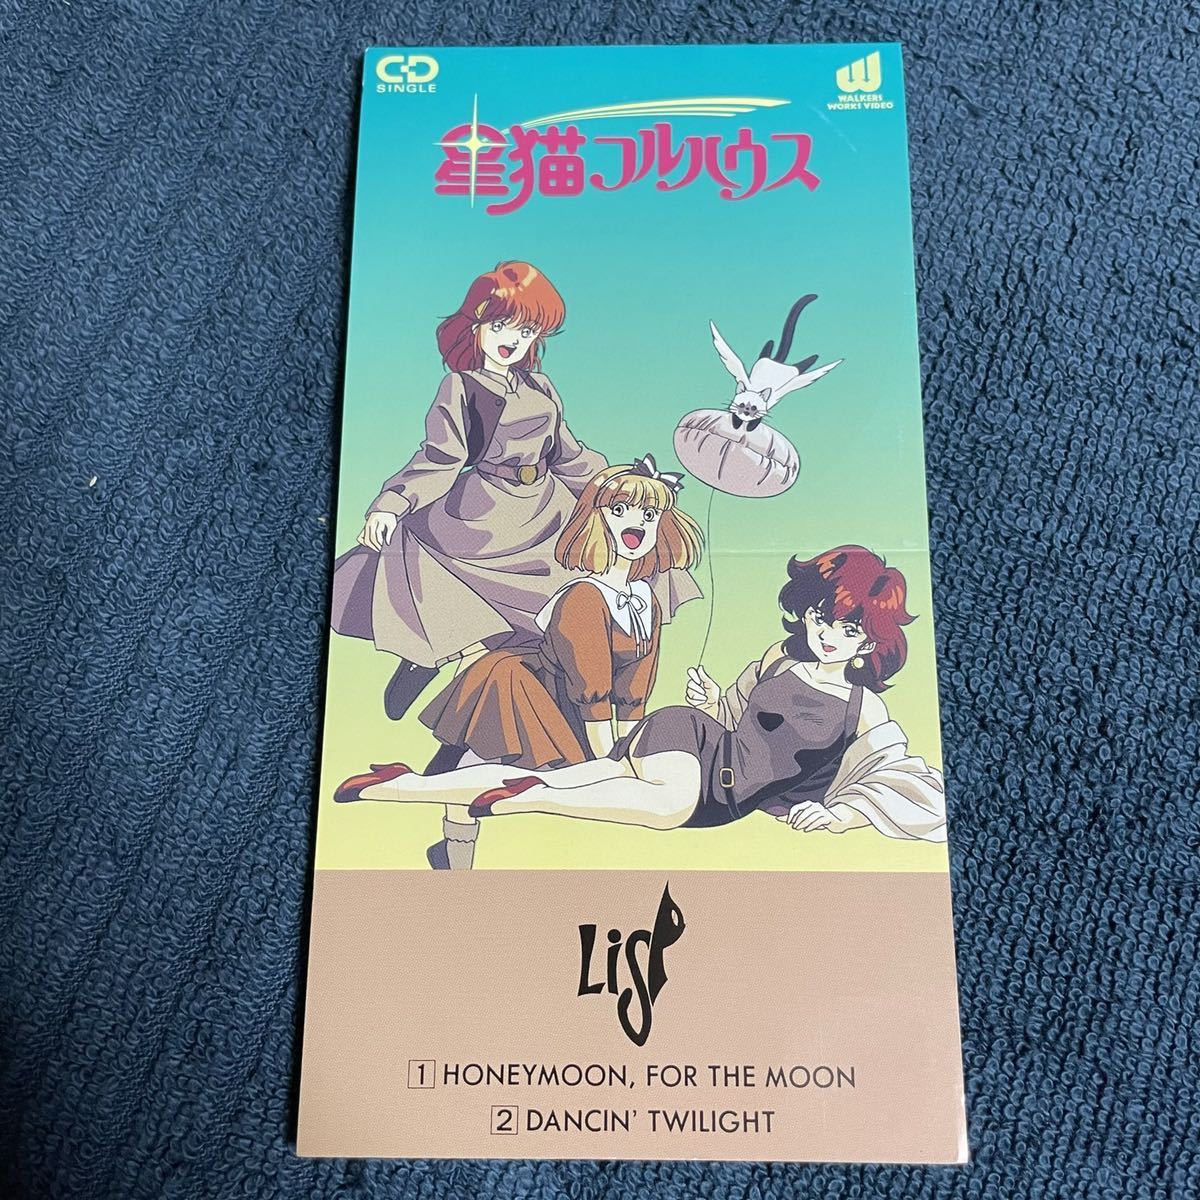 CD
SINGLE
WALKERS
WORKS VIDEO
星猫フルハウス
LiSP
1 HONEYMOON, FOR THE MOON
2 DANCIN' TWILIGHT